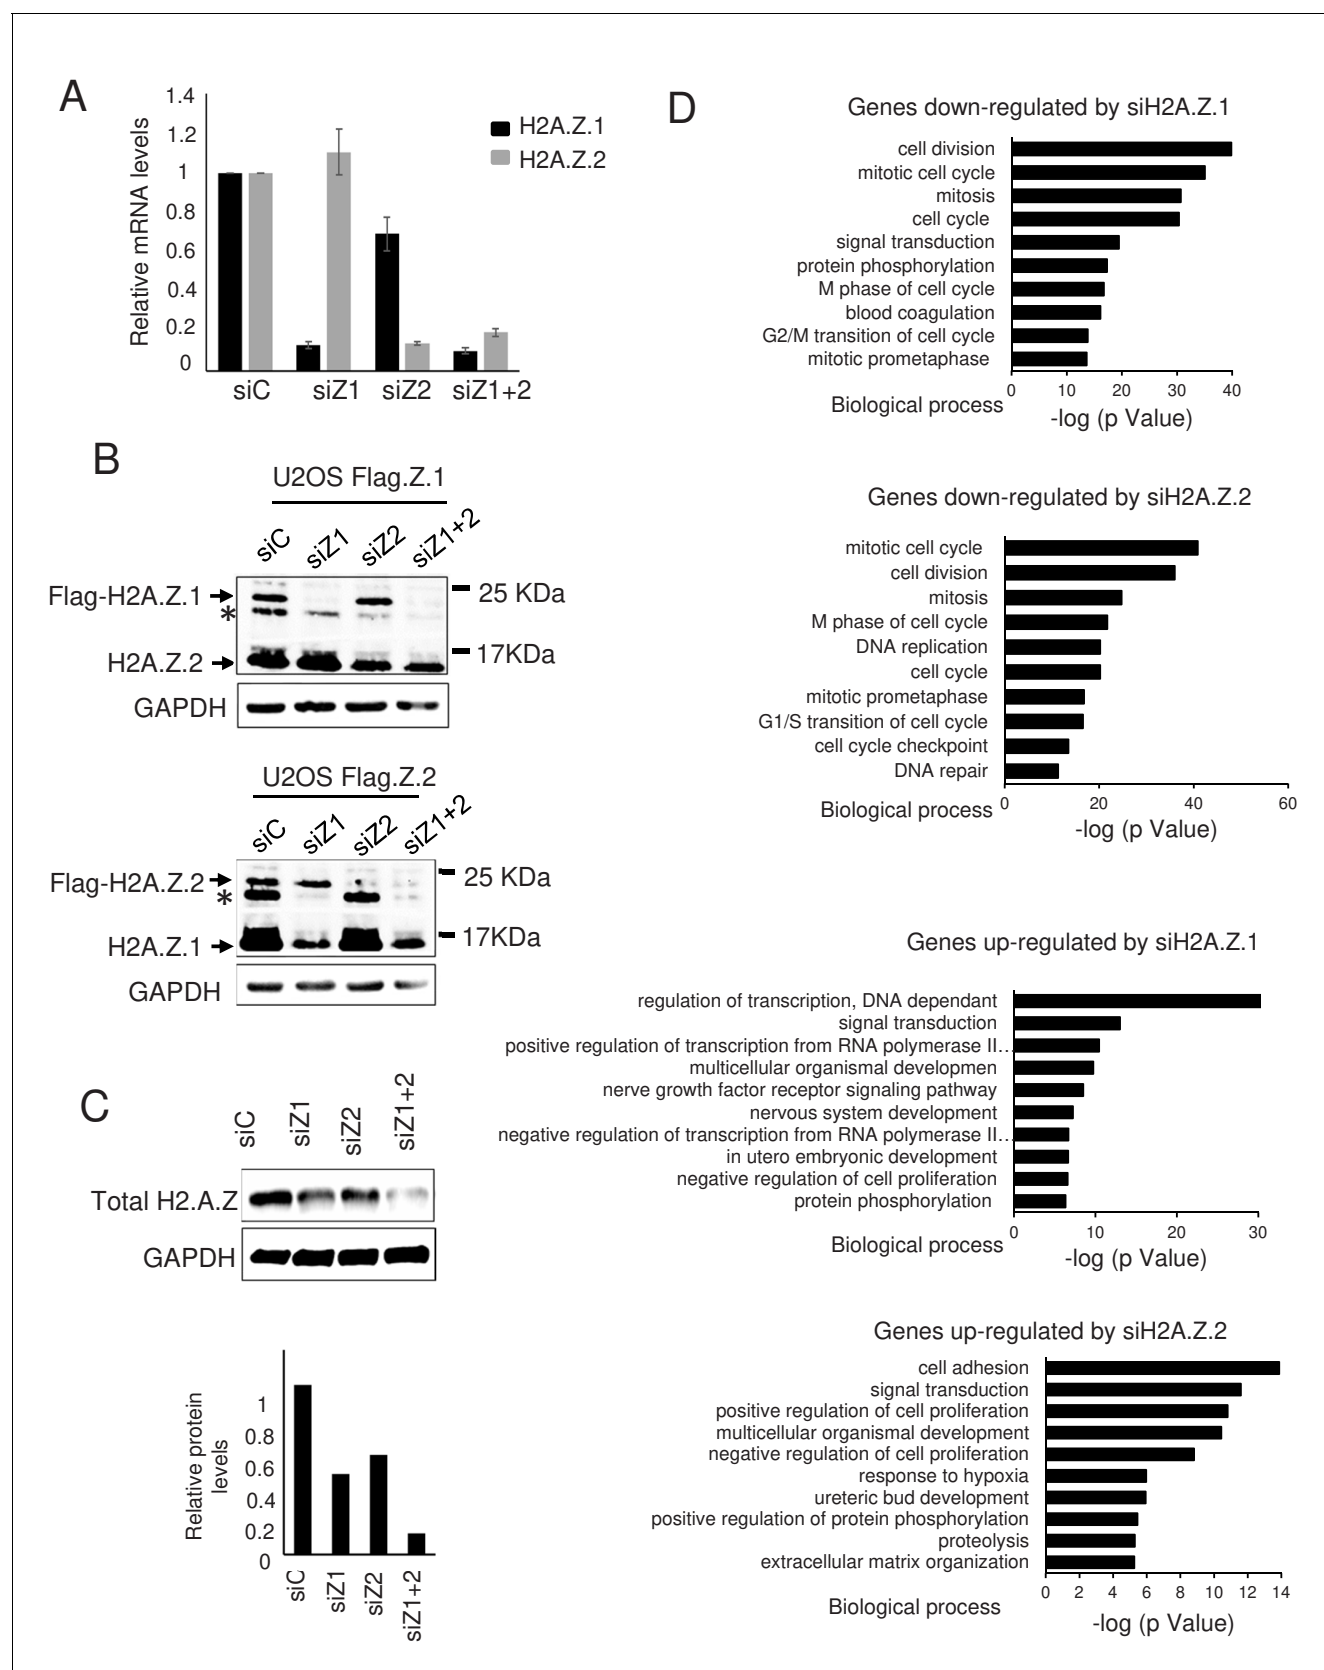 A
1.4
1.2
1
0.8
0.6
0.4
0.2
0
Relative mRNA levels
H2A.Z.1
H2A.Z.2
siC siZ1 siZ2 siZ1+2
B
U2OS Flag.Z.1
siC siZ1 siZ2 siZ1+2
Flag-H2A.Z.1
*
H2A.Z.2
25 KDa
17KDa
GAPDH
U2OS Flag.Z.2
siC siZ1 siZ2 siZ1+2
Flag-H2A.Z.2
*
H2A.Z.1
25 KDa
17KDa
GAPDH
C
siC siZ1 siZ2 siZ1+2
Total H2.A.Z
GAPDH
Relative protein
levels
1
0.8
0.6
0.4
0.2
0
siC siZ1 siZ2 siZ1+2
D
Genes down-regulated by siH2A.Z.1
cell division
mitotic cell cycle
mitosis
cell cycle
signal transduction
protein phosphorylation
M phase of cell cycle
blood coagulation
G2/M transition of cell cycle
mitotic prometaphase
0 10 20 30 40
Biological process
-log (p Value)
Genes down-regulated by siH2A.Z.2
mitotic cell cycle
cell division
mitosis
M phase of cell cycle
DNA replication
cell cycle
mitotic prometaphase
G1/S transition of cell cycle
cell cycle checkpoint
DNA repair
0 20 40 60
Biological process
-log (p Value)
Genes up-regulated by siH2A.Z.1
regulation of transcription, DNA dependant
signal transduction
positive regulation of transcription from RNA polymerase II...
multicellular organismal developmen
nerve growth factor receptor signaling pathway
nervous system development
negative regulation of transcription from RNA polymerase II...
in utero embryonic development
negative regulation of cell proliferation
protein phosphorylation
0 10 20 30
Biological process
-log (p Value)
Genes up-regulated by siH2A.Z.2
cell adhesion
signal transduction
positive regulation of cell proliferation
multicellular organismal development
negative regulation of cell proliferation
response to hypoxia
ureteric bud development
positive regulation of protein phosphorylation
proteolysis
extracellular matrix organization
0 2 4 6 8 10 12 14
Biological process
-log (p Value)